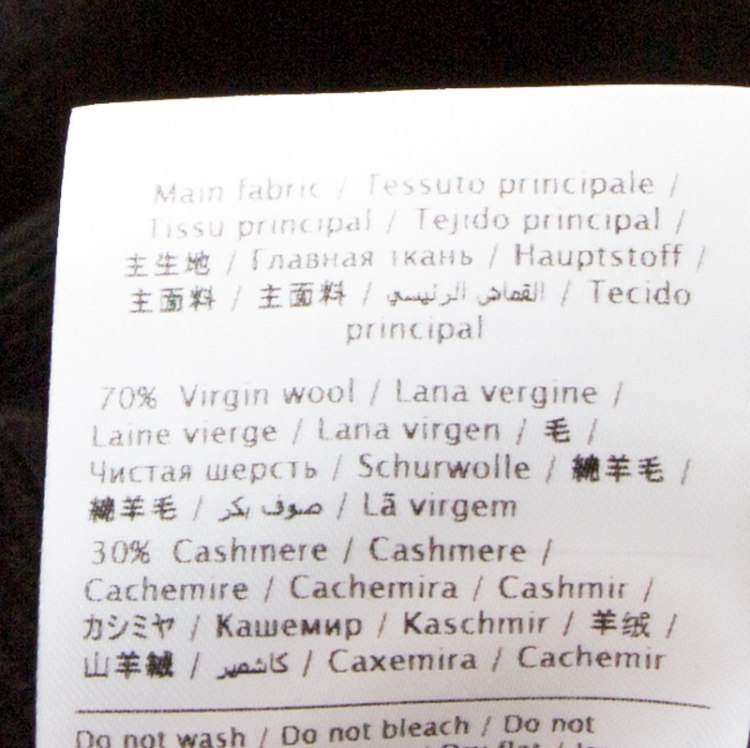 Main fabric / Tessuto principale /
Tissu principal / Tejido principal /
主生地 / Главная ткань / Hauptstoff /
主面料 / 主面料 / القماش الرئيسي / Tecido
principal
70% Virgin wool / Lana vergine /
Laine vierge / Lana virgen / 毛 /
Чистая шерсть / Schurwolle / 綿羊毛 /
綿羊毛 / صوف بكر / Lã virgem
30% Cashmere / Cashmere /
Cachemire / Cachemira / Cashmir /
カシミヤ / Кашемир / Kaschmir / 羊绒 /
山羊絨 / كاشمير / Caxemira / Cachemir
Do not wash / Do not bleach / Do not